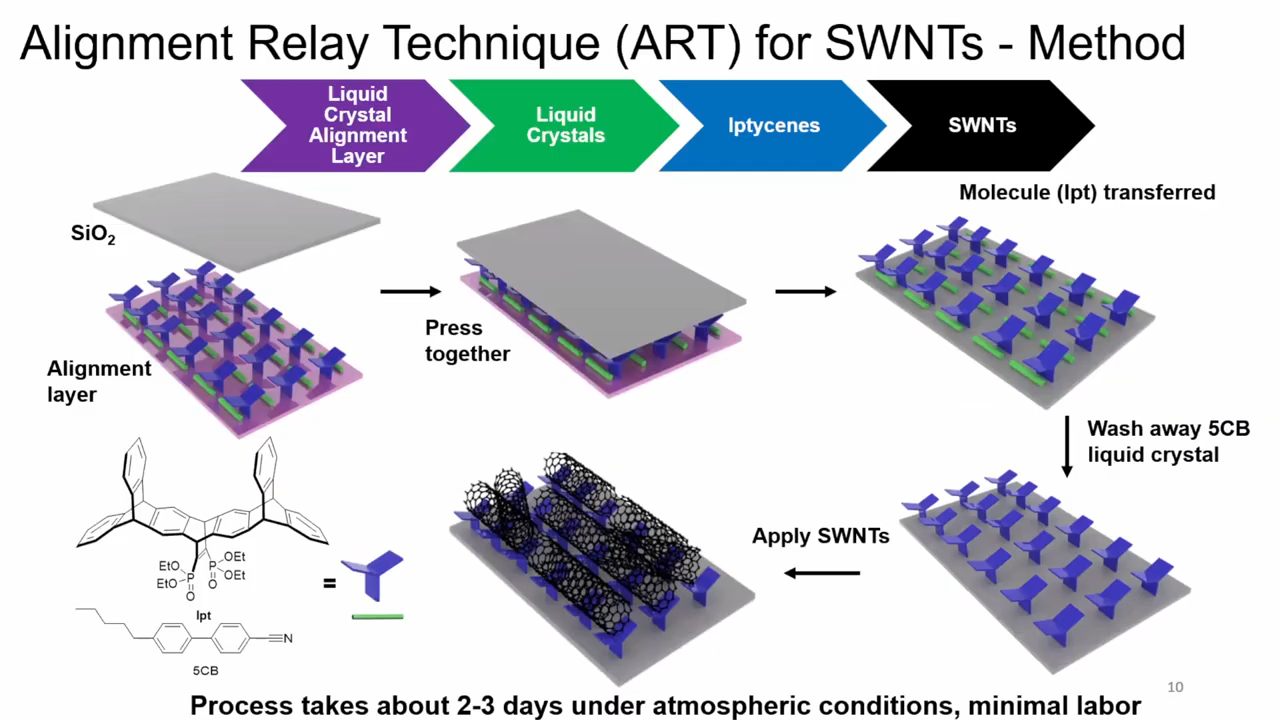 Alignment Relay Technique (ART) for SWNTs - Method
Liquid
Crystal
Alignment
Layer
Liquid
Crystals
Iptycenes
SWNTs
SiO₂
Alignment
layer
Press
together
Molecule (Ipt) transferred
Wash away 5CB
liquid crystal
Apply SWNTs
EtO
EtO
P
O
P
O
OEt
OEt
Ipt
=
N
5CB
10
Process takes about 2-3 days under atmospheric conditions, minimal labor